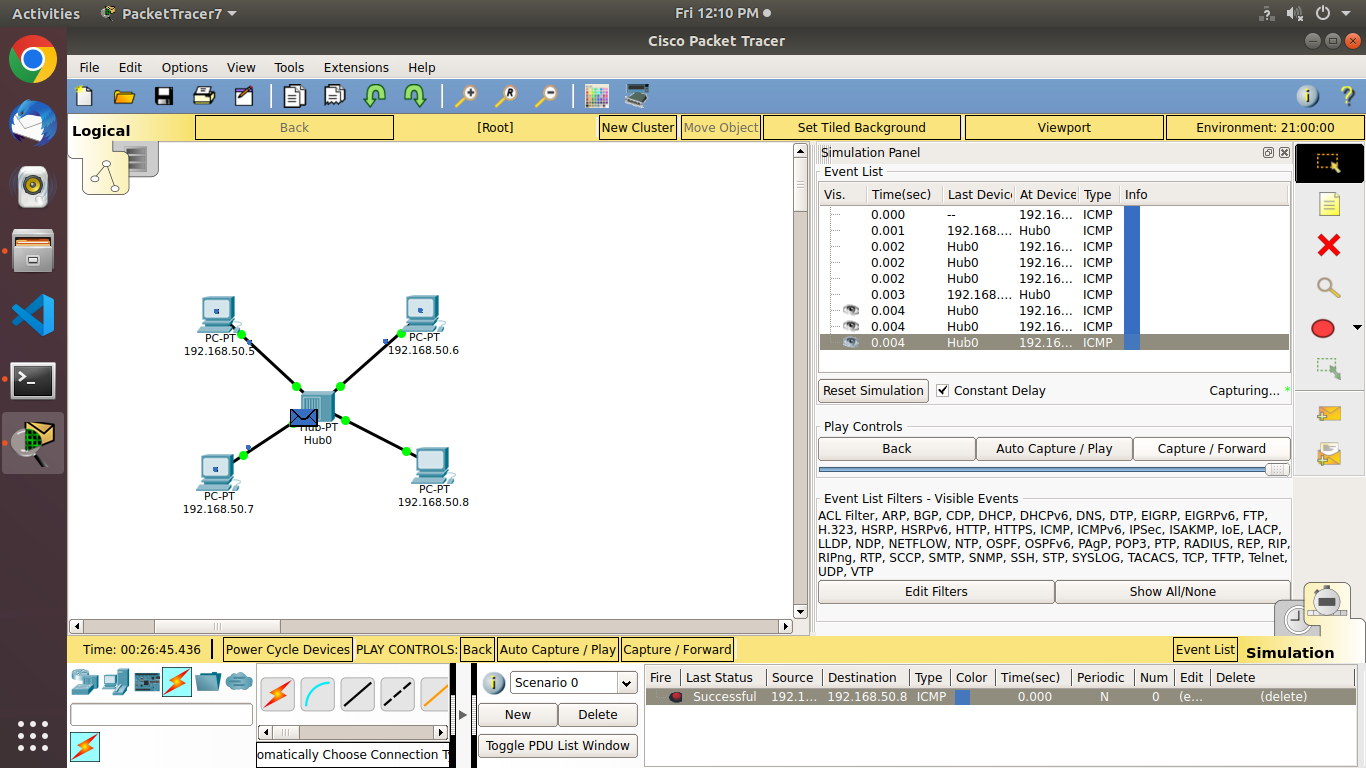 Activities PacketTracer7 Fri 12:10 PM
Cisco Packet Tracer
File Edit Options View Tools Extensions Help
Logical Back [Root] New Cluster Move Object Set Tiled Background Viewport Environment: 21:00:00
Simulation Panel
Event List
Vis. Time(sec) Last Device At Device Type Info
0.000 -- 192.16... ICMP
0.001 192.168.... Hub0 ICMP
0.002 Hub0 192.16... ICMP
0.002 Hub0 192.16... ICMP
0.002 Hub0 192.16... ICMP
0.003 192.168.... Hub0 ICMP
0.004 Hub0 192.16... ICMP
0.004 Hub0 192.16... ICMP
0.004 Hub0 192.16... ICMP
Reset Simulation Constant Delay Capturing... *
Play Controls
Back Auto Capture / Play Capture / Forward
Event List Filters - Visible Events
ACL Filter, ARP, BGP, CDP, DHCP, DHCPv6, DNS, DTP, EIGRP, EIGRPv6, FTP,
H.323, HSRP, HSRPv6, HTTP, HTTPS, ICMP, ICMPv6, IPSec, ISAKMP, IoE, LACP,
LLDP, NDP, NETFLOW, NTP, OSPF, OSPFv6, PAgP, POP3, PTP, RADIUS, REP, RIP,
RIPng, RTP, SCCP, SMTP, SNMP, SSH, STP, SYSLOG, TACACS, TCP, TFTP, Telnet,
UDP, VTP
Edit Filters Show All/None
PC-PT
192.168.50.5
PC-PT
192.168.50.6
Hub-PT
Hub0
PC-PT
192.168.50.7
PC-PT
192.168.50.8
Time: 00:26:45.436 Power Cycle Devices PLAY CONTROLS: Back Auto Capture / Play Capture / Forward Event List Simulation
Scenario 0
New Delete
Toggle PDU List Window
omatically Choose Connection T
Fire Last Status Source Destination Type Color Time(sec) Periodic Num Edit Delete
Successful 192.1... 192.168.50.8 ICMP 0.000 N 0 (e... (delete)